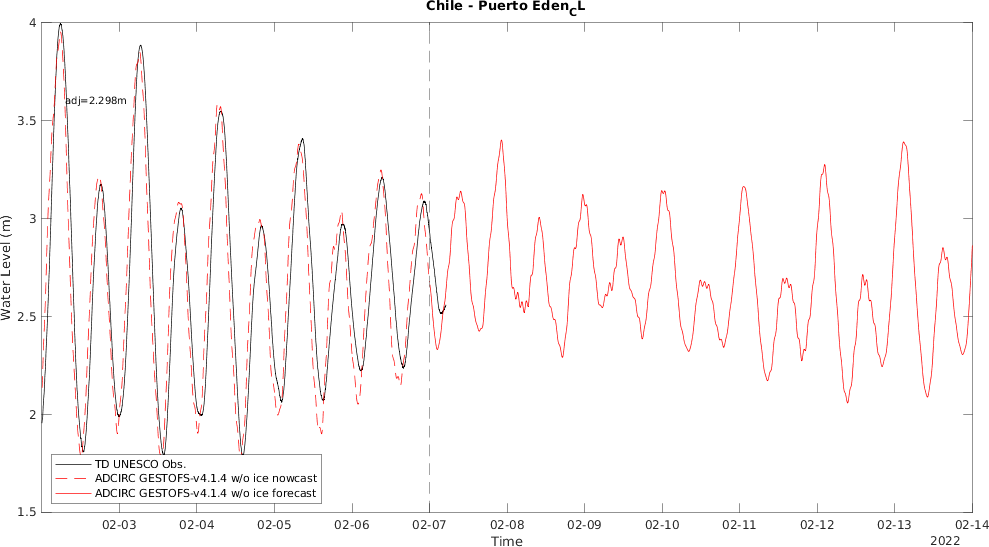 Chile - Puerto Eden_CL
4
3.5
3
2.5
2
1.5
Water Level (m)
adj=2.298m
TD UNESCO Obs.
ADCIRC GESTOFS-v4.1.4 w/o ice nowcast
ADCIRC GESTOFS-v4.1.4 w/o ice forecast
02-03 02-04 02-05 02-06 02-07 02-08 02-09 02-10 02-11 02-12 02-13 02-14
Time
2022